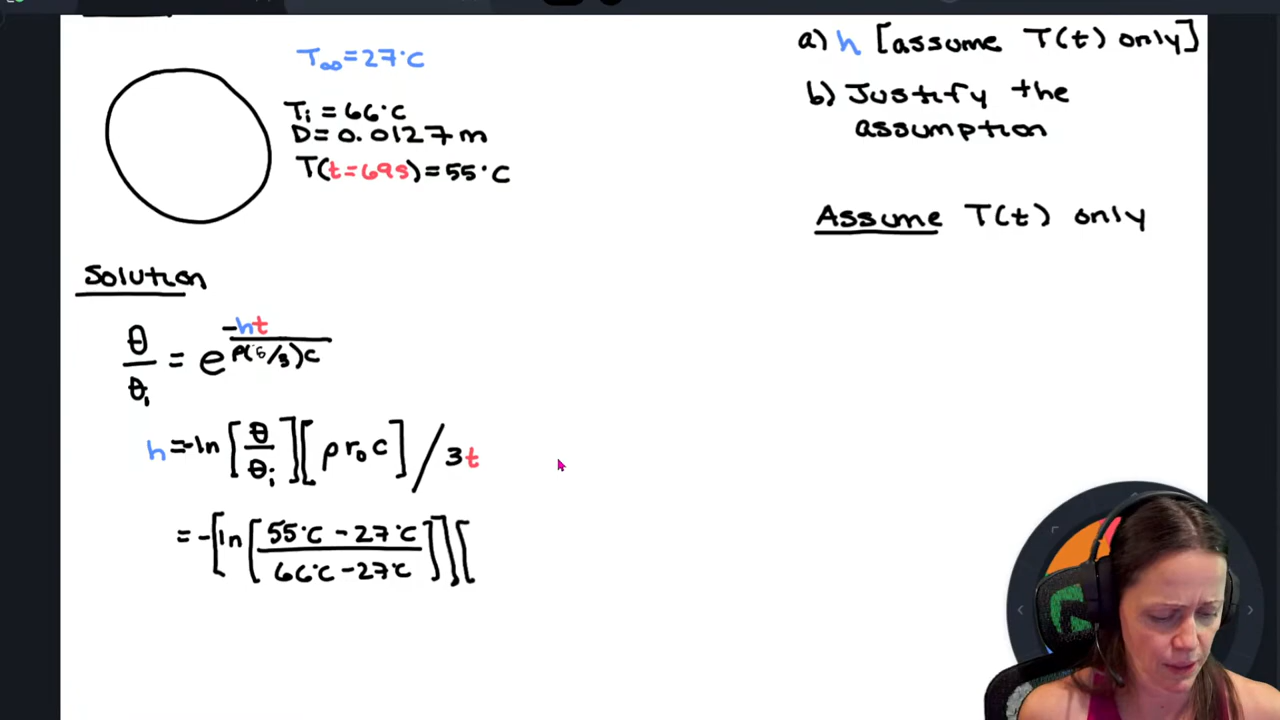 T∞ = 27°C
Ti = 66°C
D = 0.0127 m
T(t=69s) = 55°C
a) h [assume T(t) only]
b) Justify the
assumption
Assume T(t) only
Solution
θ/θi = e^(-ht / ρ( /3)c)
h = -ln[θ/θi][ρ r₀ c] / 3t
= -[ln[(55°C - 27°C)/(66°C - 27°C)]][